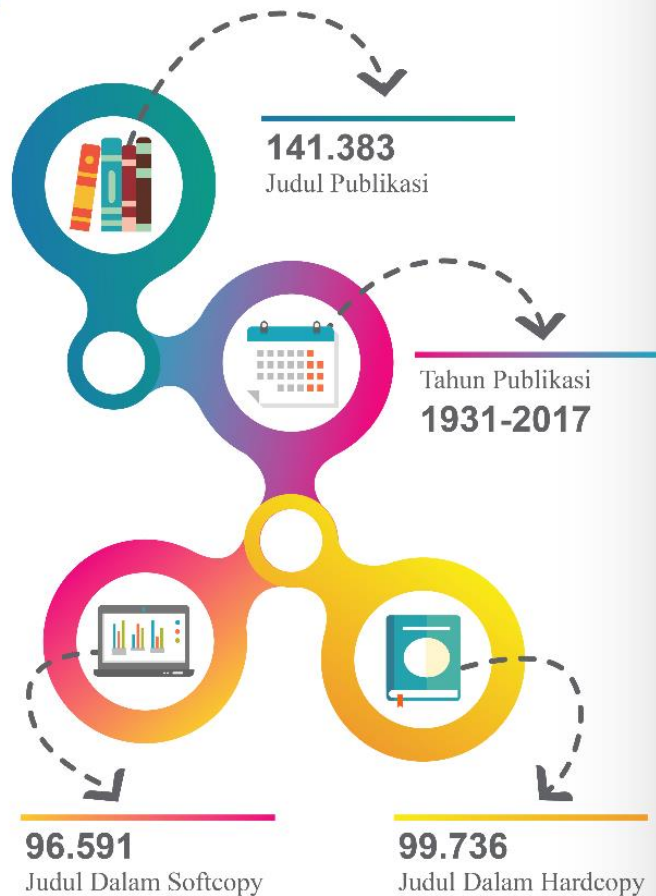 141.383
Judul Publikasi
Tahun Publikasi
1931-2017
96.591
Judul Dalam Softcopy
99.736
Judul Dalam Hardcopy